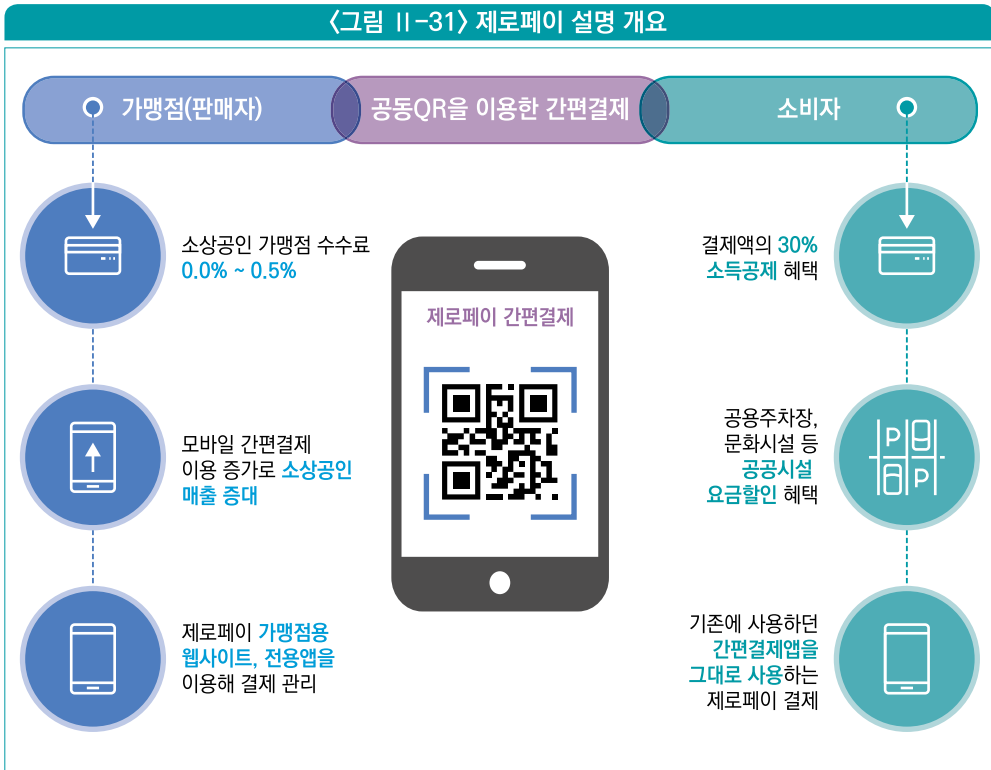 〈그림 Ⅱ-31〉 제로페이 설명 개요
가맹점(판매자)
공동QR을 이용한 간편결제
소비자
소상공인 가맹점 수수료
0.0% ~ 0.5%
모바일 간편결제
이용 증가로 소상공인
매출 증대
제로페이 가맹점용
웹사이트, 전용앱을
이용해 결제 관리
제로페이 간편결제
결제액의 30%
소득공제 혜택
공용주차장,
문화시설 등
공공시설
요금할인 혜택
P
P
기존에 사용하던
간편결제앱을
그대로 사용하는
제로페이 결제